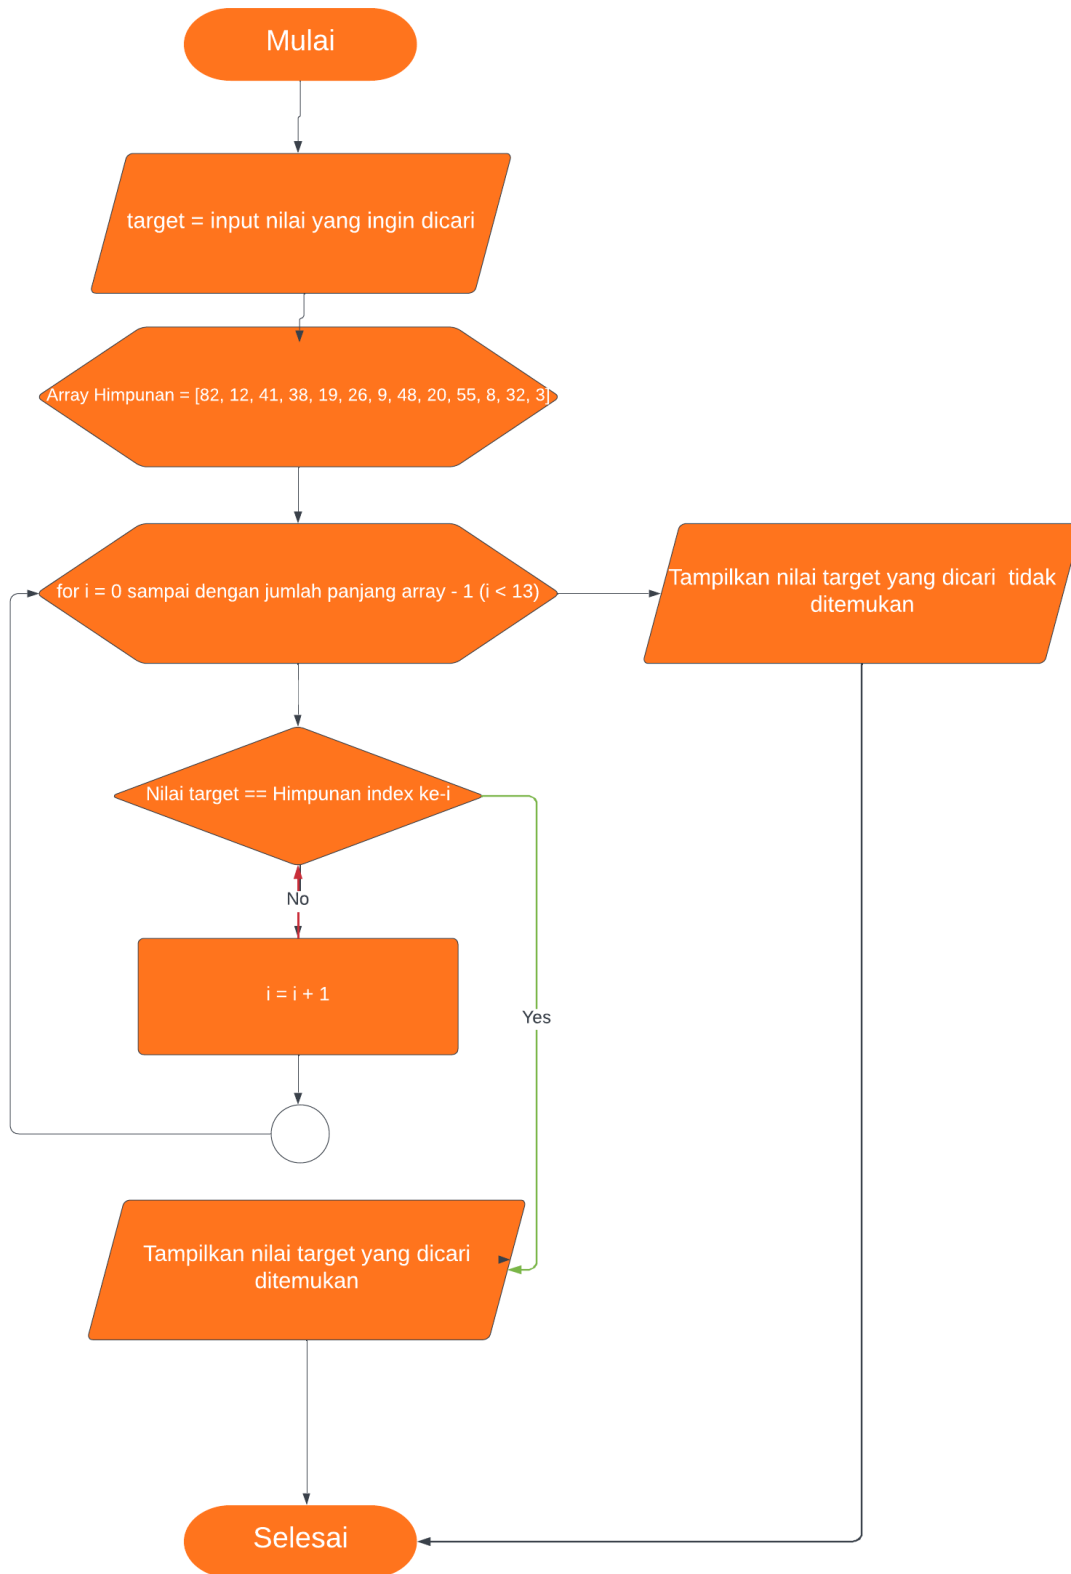 Mulai
target = input nilai yang ingin dicari
Array Himpunan = [82, 12, 41, 38, 19, 26, 9, 48, 20, 55, 8, 32, 3]
for i = 0 sampai dengan jumlah panjang array - 1 (i < 13)
Tampilkan nilai target yang dicari  tidak
ditemukan
Nilai target == Himpunan index ke-i
No
i = i + 1
Yes
Tampilkan nilai target yang dicari
ditemukan
Selesai